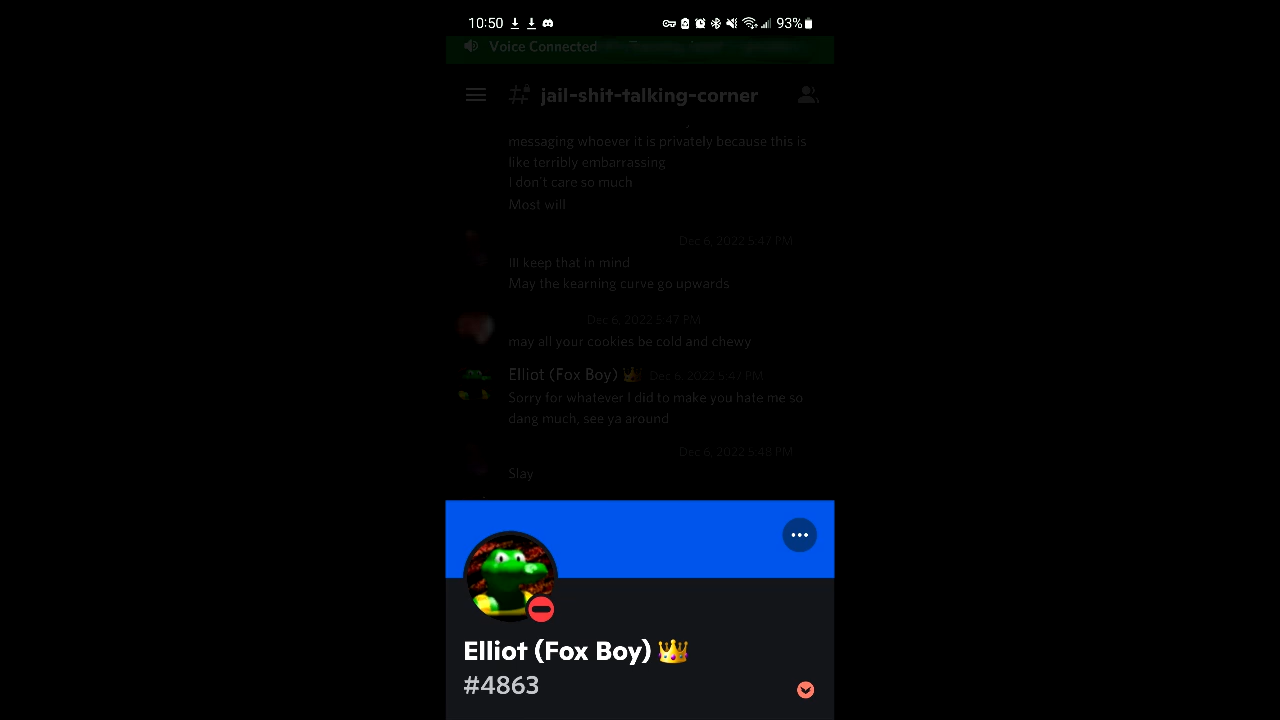 10:50
93%
Voice Connected
jail-shit-talking-corner
messaging whoever it is privately because this is
like terribly embarrassing
I don't care so much
Most will
Dec 6, 2022 5:47 PM
Ill keep that in mind
May the kearning curve go upwards
Dec 6, 2022 5:47 PM
may all your cookies be cold and chewy
Elliot (Fox Boy) 👑 Dec 6, 2022 5:47 PM
Sorry for whatever I did to make you hate me so
dang much, see ya around
Dec 6, 2022 5:48 PM
Slay
Elliot (Fox Boy) 👑
#4863